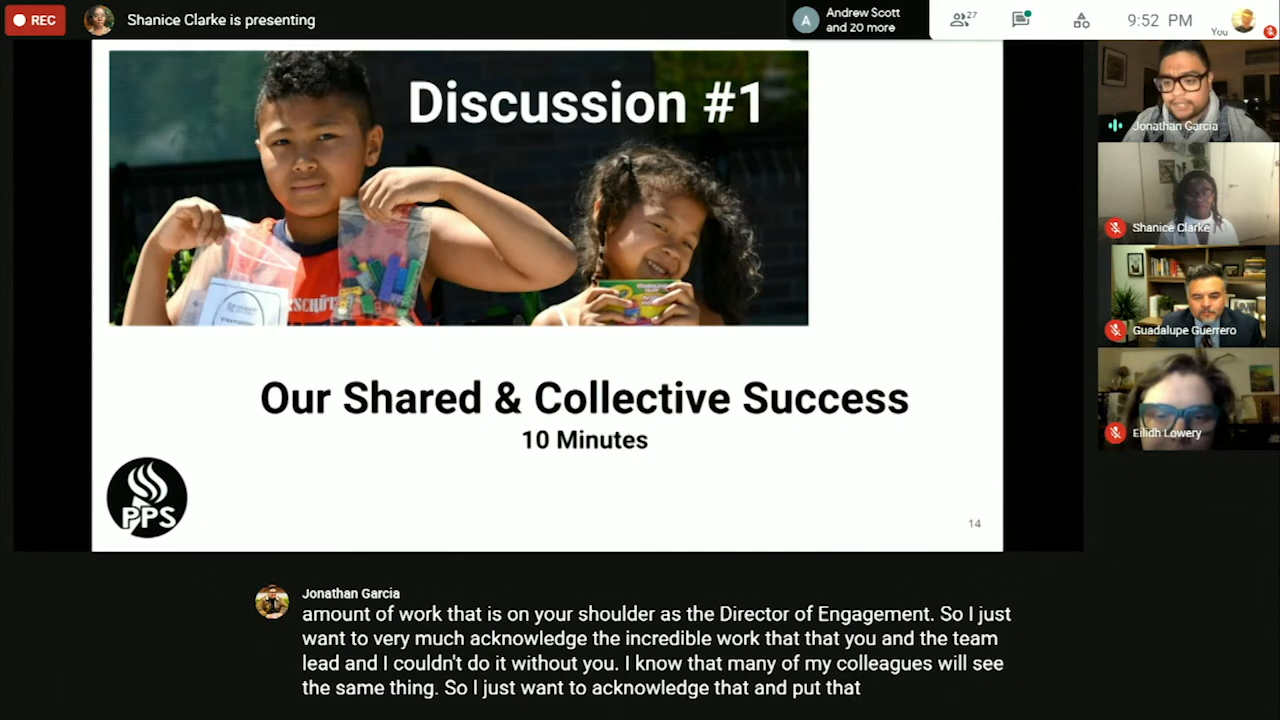 REC
Shanice Clarke is presenting
A
Andrew Scott
and 20 more
27
9:52 PM
You
Discussion #1
Our Shared & Collective Success
10 Minutes
PPS
14
Jonathan Garcia
Shanice Clarke
Guadalupe Guerrero
Eilidh Lowery
Jonathan Garcia
amount of work that is on your shoulder as the Director of Engagement. So I just
want to very much acknowledge the incredible work that that you and the team
lead and I couldn't do it without you. I know that many of my colleagues will see
the same thing. So I just want to acknowledge that and put that